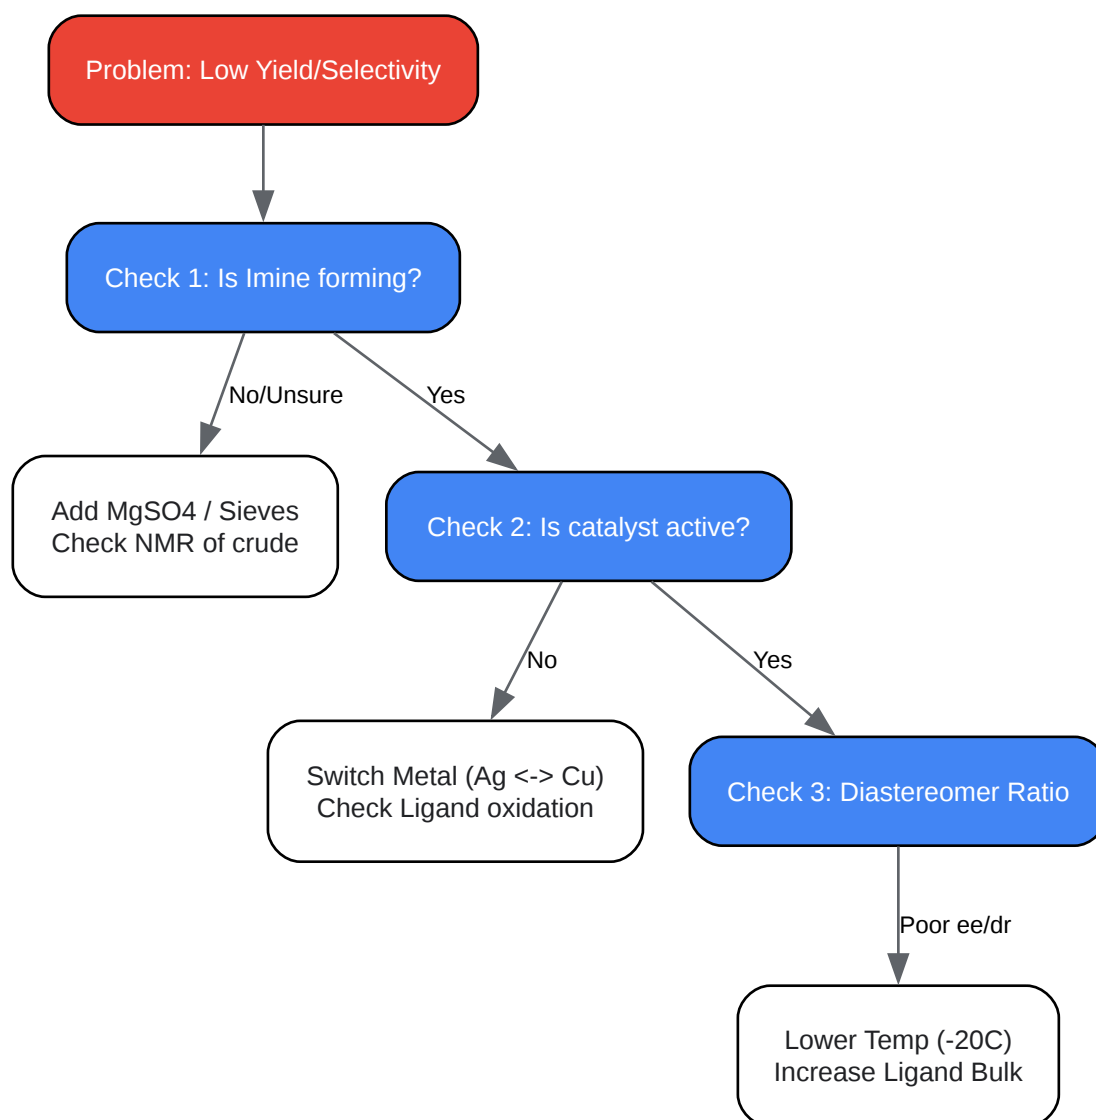 Problem: Low Yield/Selectivity
Check 1: Is Imine forming?
No/Unsure
Yes
Add MgSO4 / Sieves
Check NMR of crude
Check 2: Is catalyst active?
No
Yes
Switch Metal (Ag <-> Cu)
Check Ligand oxidation
Check 3: Diastereomer Ratio
Poor ee/dr
Lower Temp (-20C)
Increase Ligand Bulk